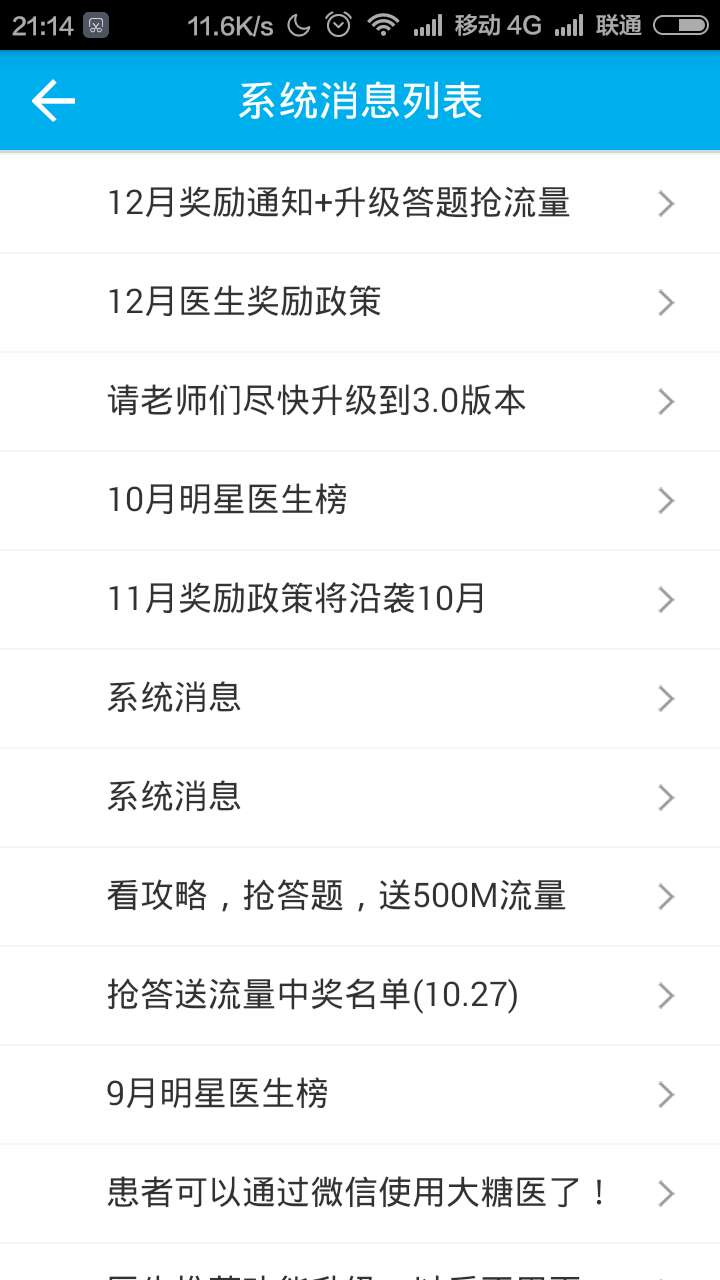 21:14 11.6K/s 移动 4G 联通
系统消息列表
12月奖励通知+升级答题抢流量
12月医生奖励政策
请老师们尽快升级到3.0版本
10月明星医生榜
11月奖励政策将沿袭10月
系统消息
系统消息
看攻略，抢答题，送500M流量
抢答送流量中奖名单(10.27)
9月明星医生榜
患者可以通过微信使用大糖医了！